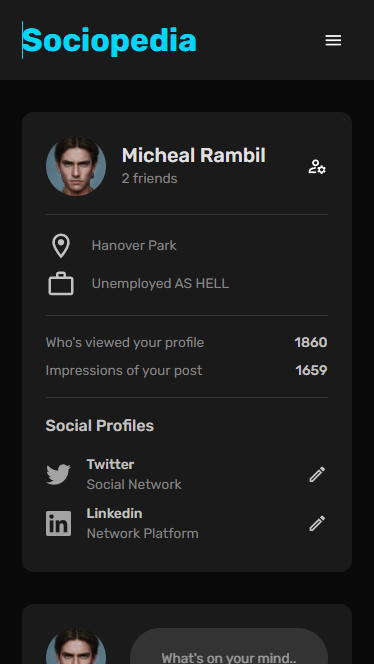 Sociopedia
Micheal Rambil
2 friends
Hanover Park
Unemployed AS HELL
Who's viewed your profile 1860
Impressions of your post 1659
Social Profiles
Twitter
Social Network
Linkedin
Network Platform
What's on your mind..